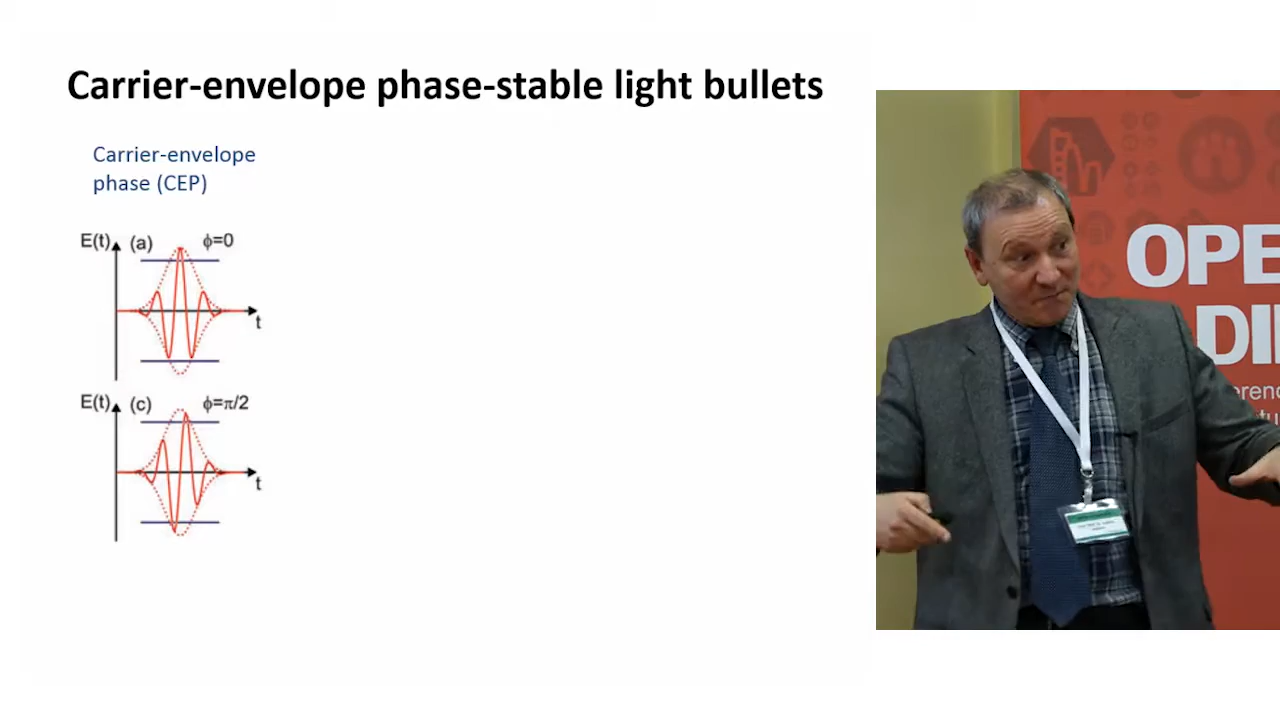 Carrier-envelope phase-stable light bullets
Carrier-envelope
phase (CEP)
E(t)
(a)
ϕ=0
t
E(t)
(c)
ϕ=π/2
t
OPE
DI